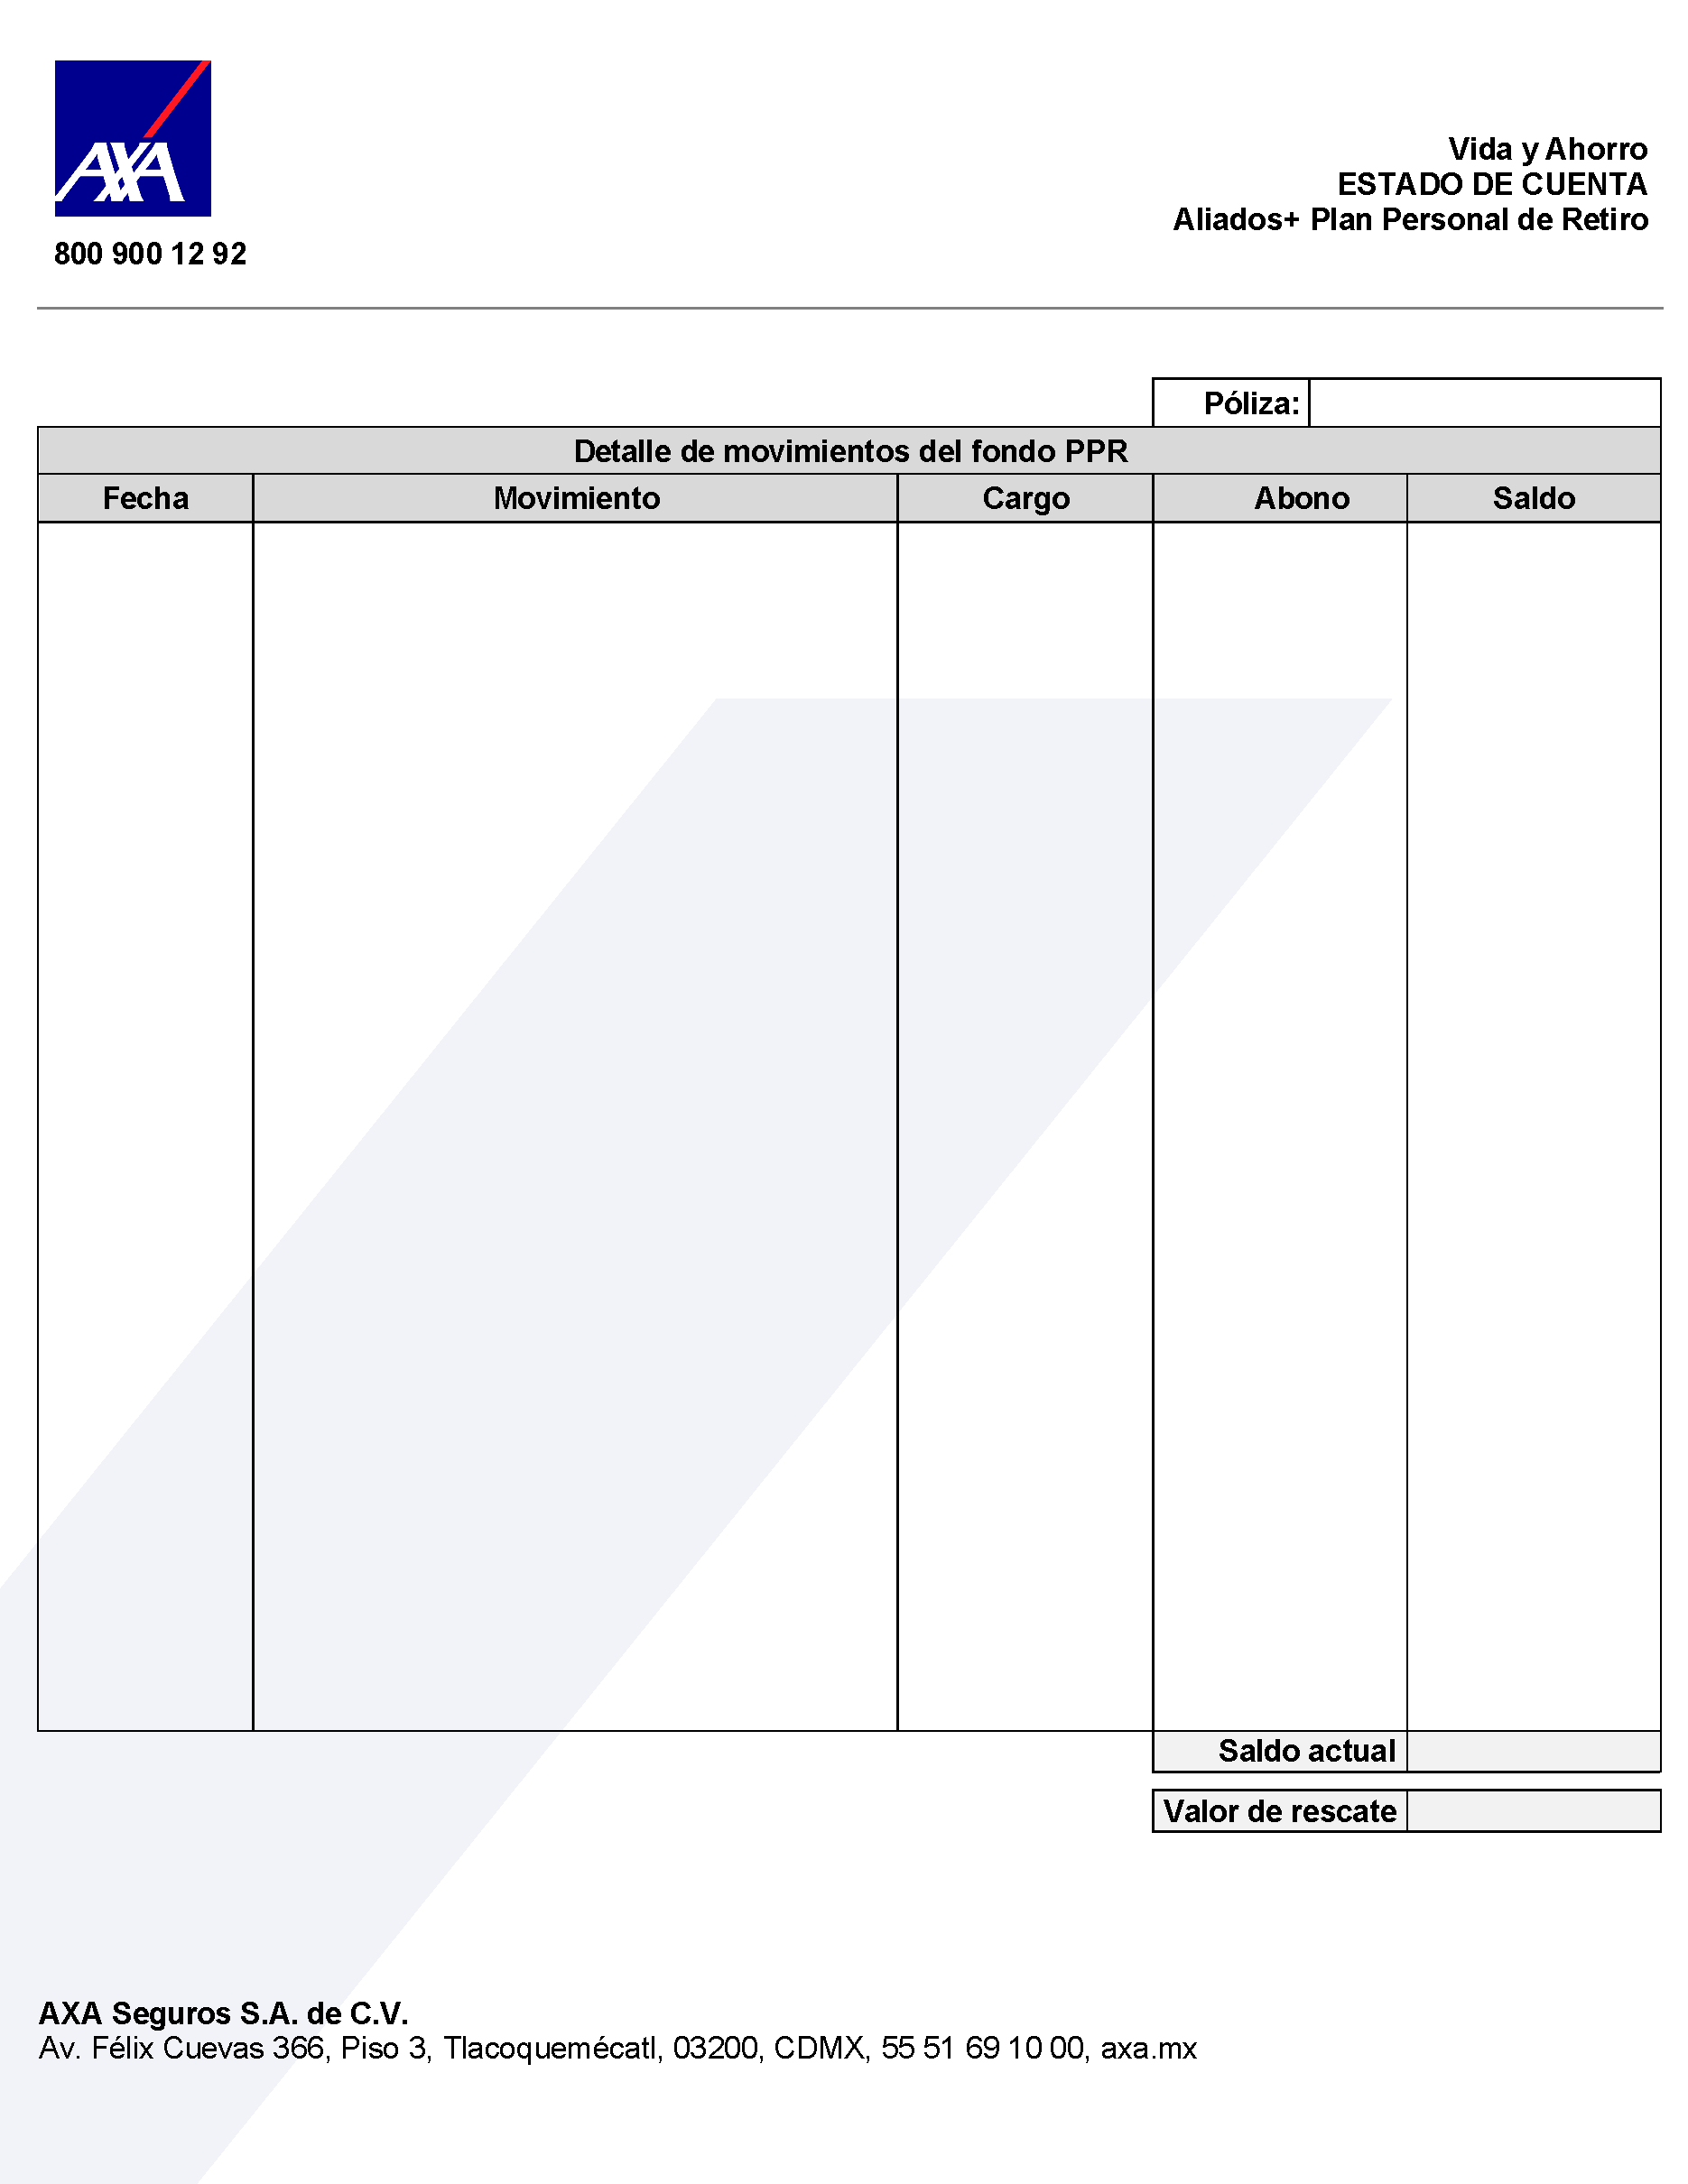 AXA
800 900 12 92
Vida y Ahorro
ESTADO DE CUENTA
Aliados+ Plan Personal de Retiro
Póliza:
Detalle de movimientos del fondo PPR
Fecha Movimiento Cargo Abono Saldo
Saldo actual
Valor de rescate
AXA Seguros S.A. de C.V.
Av. Félix Cuevas 366, Piso 3, Tlacoquemécatl, 03200, CDMX, 55 51 69 10 00, axa.mx